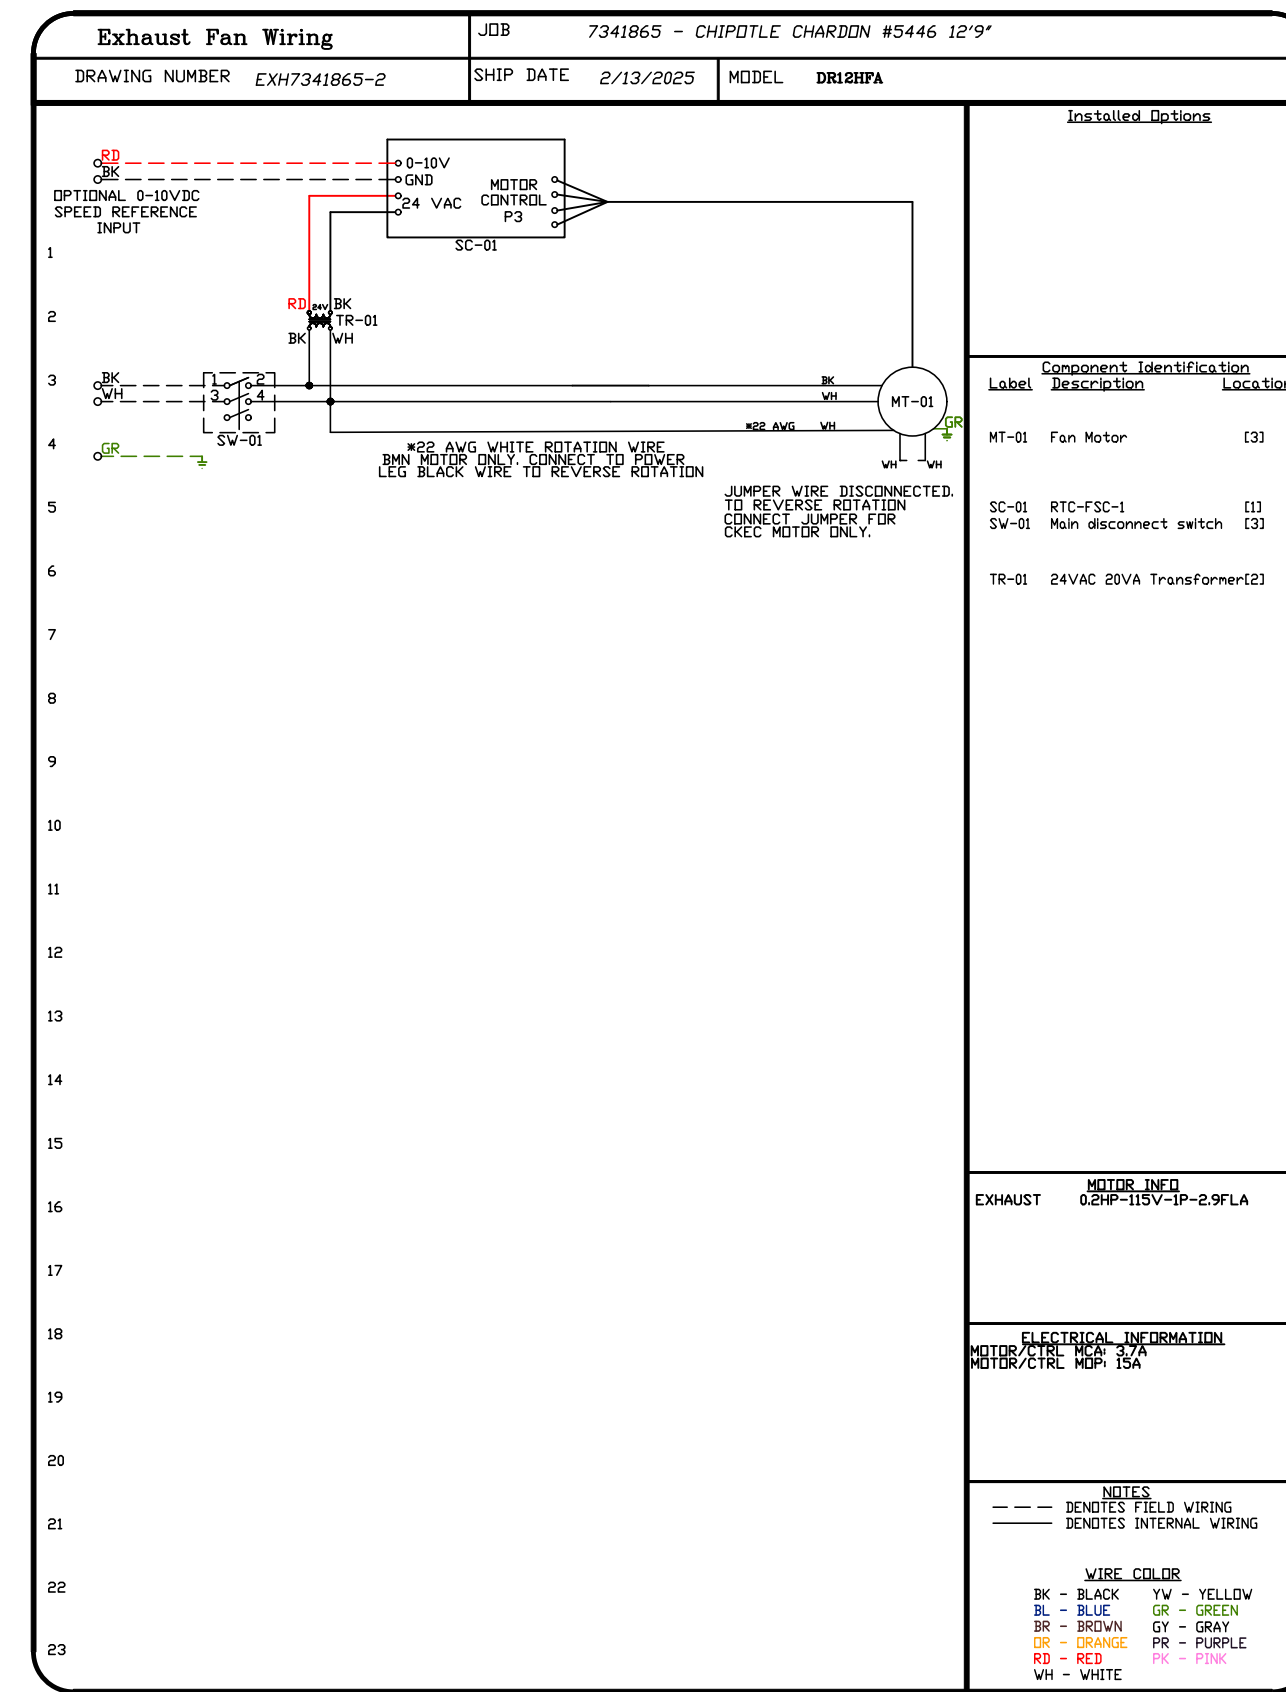 Exhaust Fan Wiring
JOB 7341865 - CHIPOTLE CHARDON #5446 12'9"
DRAWING NUMBER EXH7341865-2
SHIP DATE 2/13/2025
MODEL DR12HFA
RD
BK
OPTIONAL 0-10VDC
SPEED REFERENCE
INPUT
0-10V
GND
24 VAC
MOTOR
CONTROL
P3
SC-01
RD 24V BK
TR-01
BK WH
BK
WH
1 2
3 4
SW-01
GR
BK
WH
*22 AWG WH
MT-01
GR
WH WH
*22 AWG WHITE ROTATION WIRE
BMN MOTOR ONLY. CONNECT TO POWER
LEG BLACK WIRE TO REVERSE ROTATION
JUMPER WIRE DISCONNECTED.
TO REVERSE ROTATION
CONNECT JUMPER FOR
CKEC MOTOR ONLY.
1
2
3
4
5
6
7
8
9
10
11
12
13
14
15
16
17
18
19
20
21
22
23
Installed Options
Component Identification
Label Description Location
MT-01 Fan Motor [3]
SC-01 RTC-FSC-1 [1]
SW-01 Main disconnect switch [3]
TR-01 24VAC 20VA Transformer[2]
MOTOR INFO
EXHAUST 0.2HP-115V-1P-2.9FLA
ELECTRICAL INFORMATION
MOTOR/CTRL MCA: 3.7A
MOTOR/CTRL MOP: 15A
NOTES
DENOTES FIELD WIRING
DENOTES INTERNAL WIRING
WIRE COLOR
BK - BLACK YW - YELLOW
BL - BLUE GR - GREEN
BR - BROWN GY - GRAY
OR - ORANGE PR - PURPLE
RD - RED PK - PINK
WH - WHITE